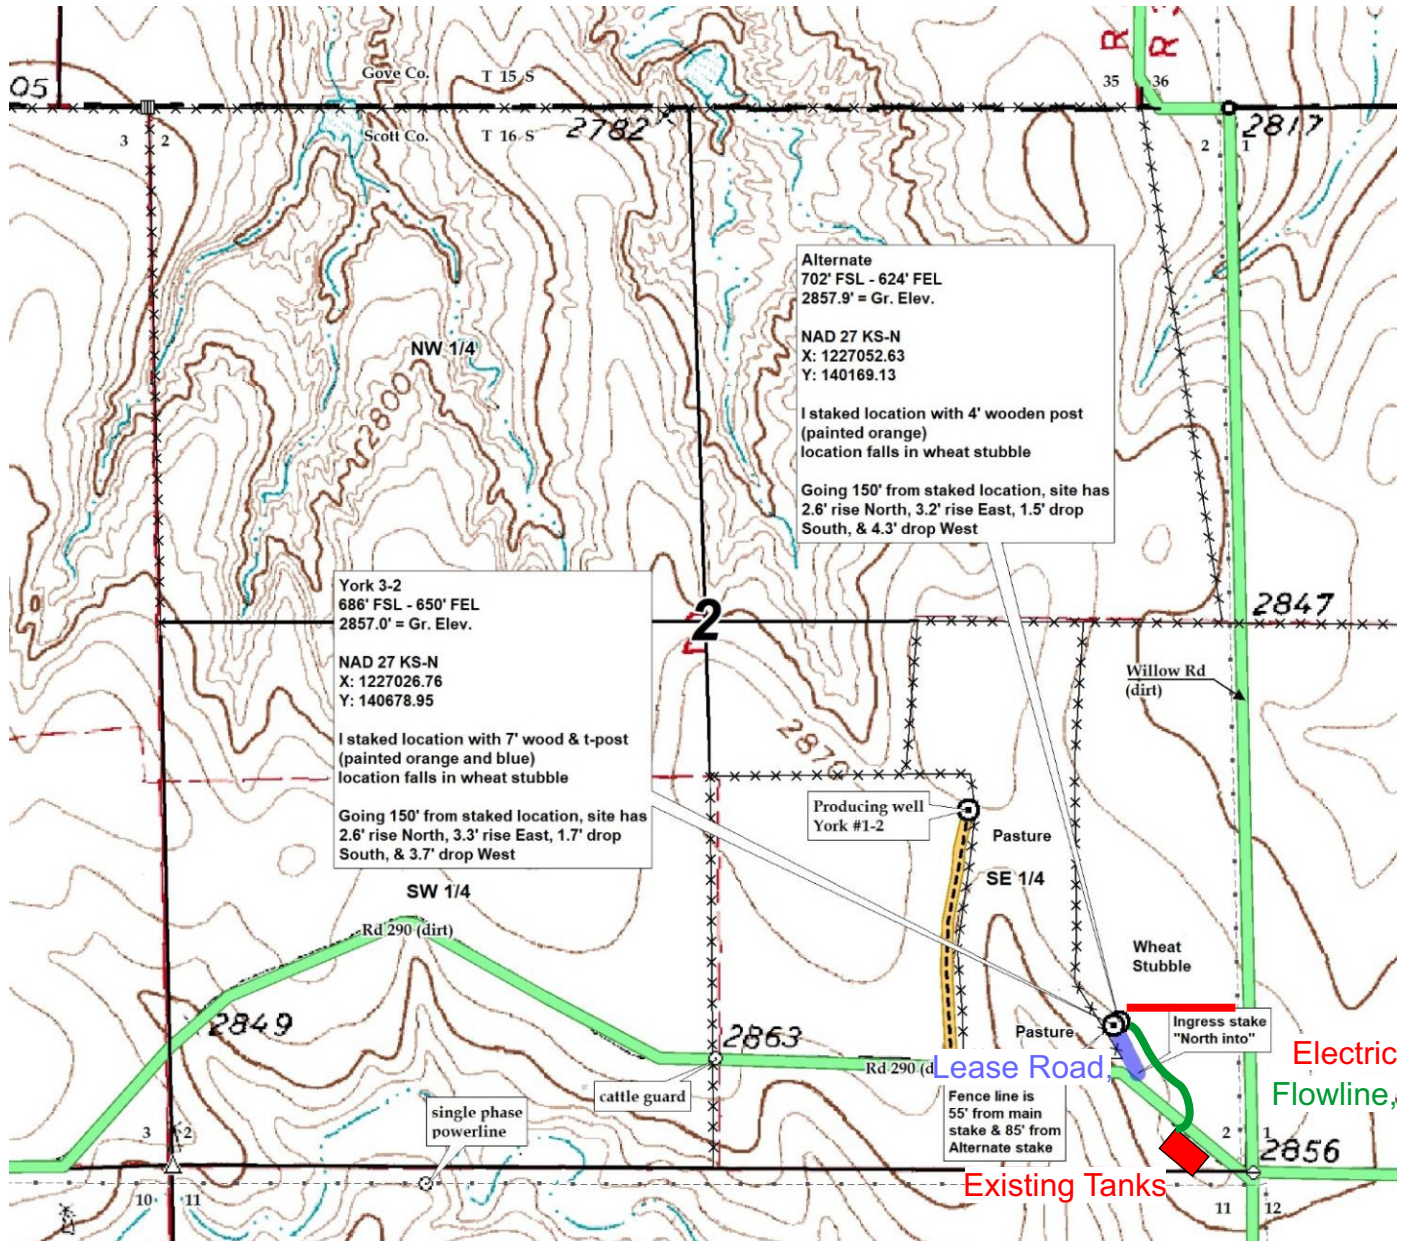 05
Gove Co.
T 15 S
35
36
R
R
3 2
Scott Co.
T 16 S
2782
2817
2 1
Alternate
702' FSL - 624' FEL
2857.9' = Gr. Elev.
NAD 27 KS-N
X: 1227052.63
Y: 140169.13
I staked location with 4' wooden post
(painted orange)
location falls in wheat stubble
Going 150' from staked location, site has
2.6' rise North, 3.2' rise East, 1.5' drop
South, & 4.3' drop West
NW 1/4
2800
York 3-2
686' FSL - 650' FEL
2857.0' = Gr. Elev.
NAD 27 KS-N
X: 1227026.76
Y: 140678.95
I staked location with 7' wood & t-post
(painted orange and blue)
location falls in wheat stubble
Going 150' from staked location, site has
2.6' rise North, 3.3' rise East, 1.7' drop
South, & 3.7' drop West
2
2847
Willow Rd
(dirt)
Producing well
York #1-2
Pasture
SE 1/4
SW 1/4
Rd 290 (dirt)
Wheat
Stubble
2849
2863
Pasture
Ingress stake
"North into"
Rd 290 (d
Lease Road,
Electric
Flowline,
cattle guard
Fence line is
55' from main
stake & 85' from
Alternate stake
single phase
powerline
3 2
2 1
2856
Existing Tanks
10 11
11 12